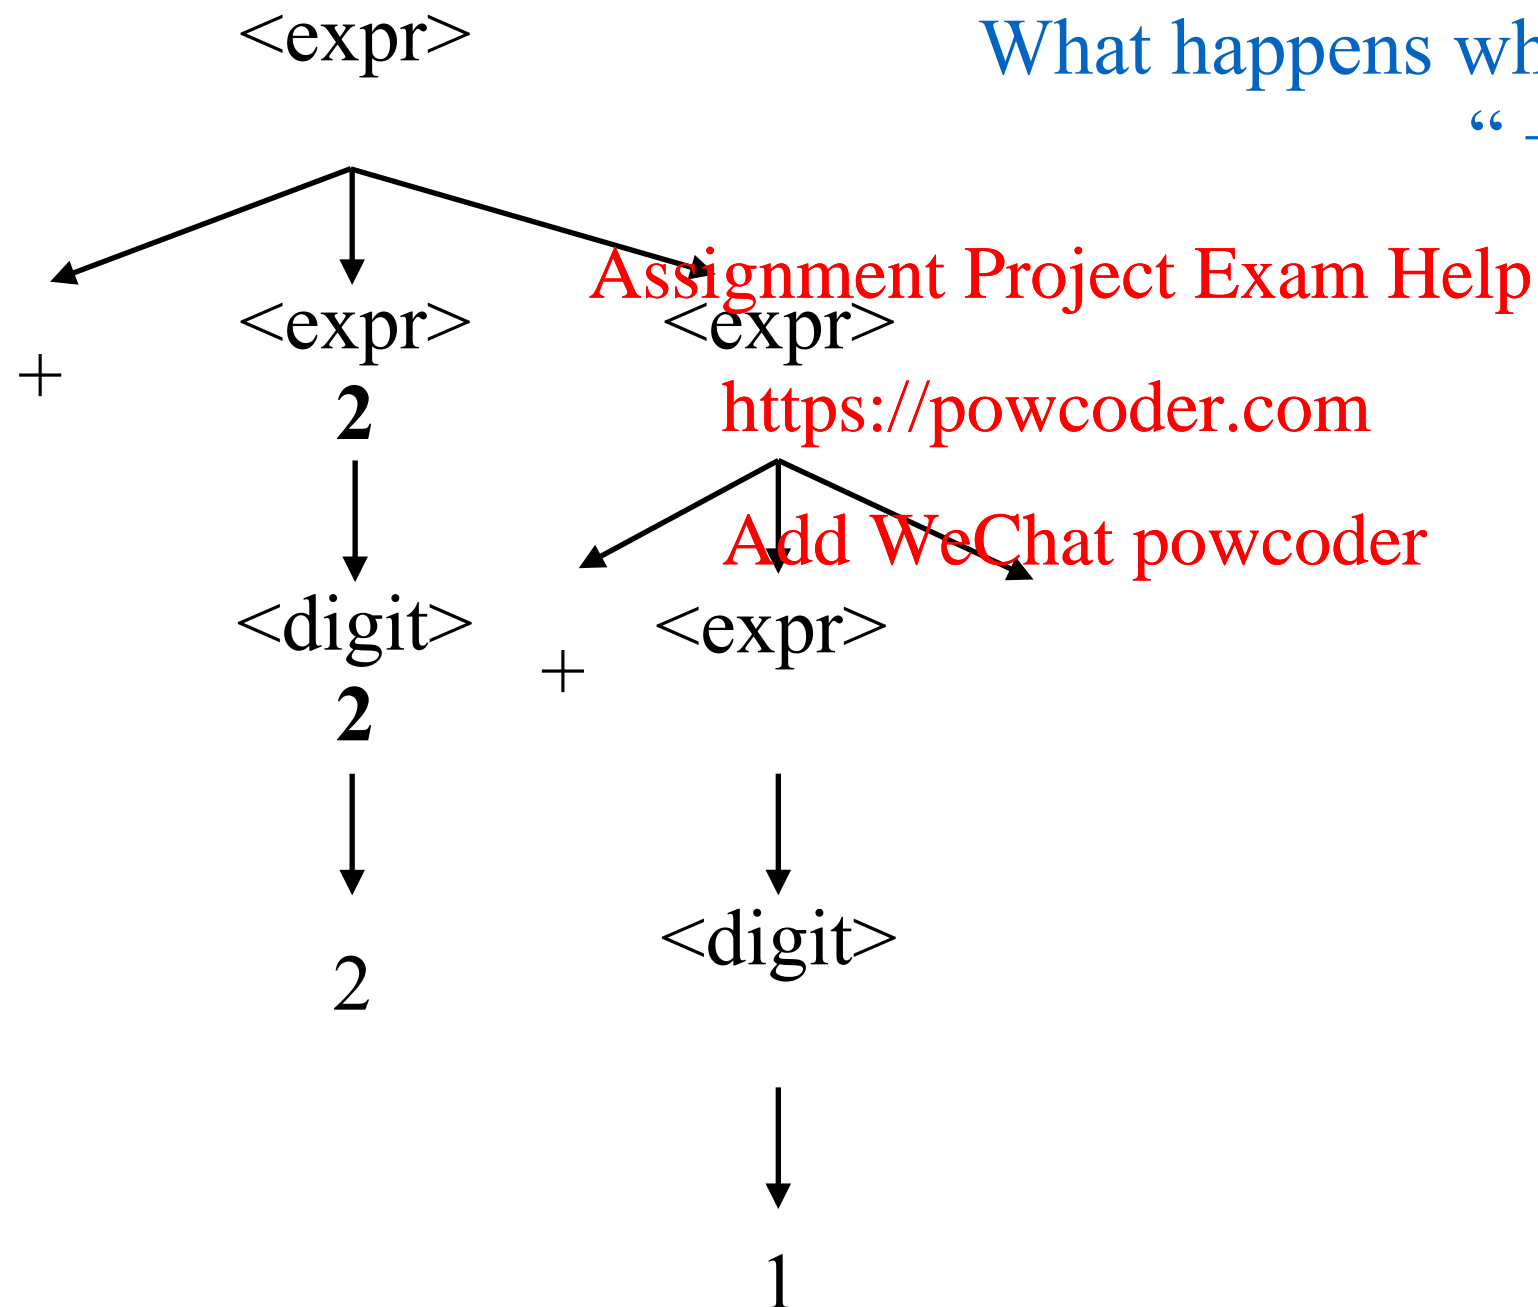 <expr>
What happens wh
“ +
Assignment Project Exam Help
<expr>
<expr>
+
2
https://powcoder.com
Add WeChat powcoder
<digit>
<expr>
+
2
<digit>
2
1